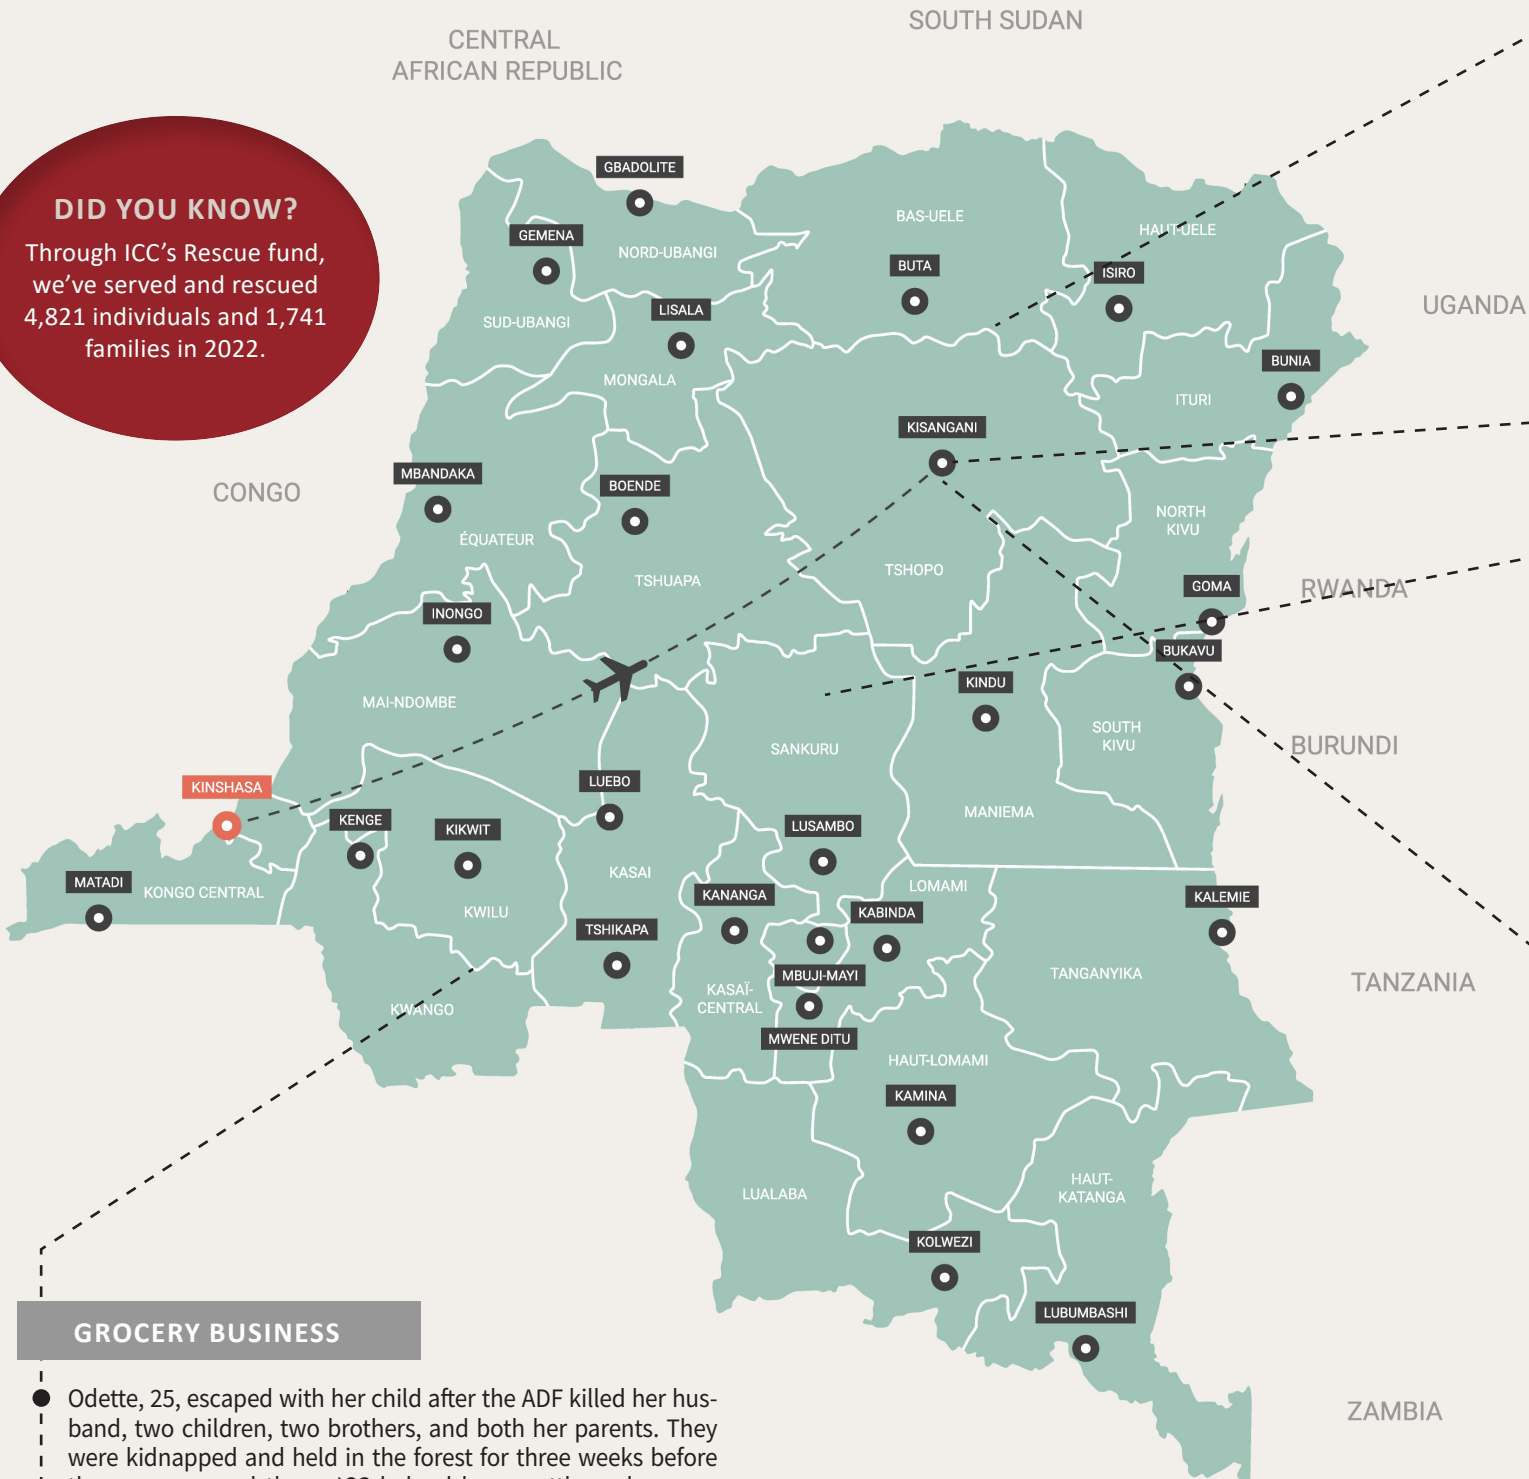 SOUTH SUDAN
CENTRAL
AFRICAN REPUBLIC
DID YOU KNOW?
Through ICC's Rescue fund,
we've served and rescued
4,821 individuals and 1,741
families in 2022.
GBADOLITE
GEMENA
NORD-UBANGI
BAS-UELE
HAUT-UELE
BUTA
ISIRO
LISALA
SUD-UBANGI
UGANDA
BUNIA
MONGALA
ITURI
KISANGANI
MBANDAKA
BOENDE
CONGO
NORTH
KIVU
ÉQUATEUR
TSHUAPA
TSHOPO
GOMA
RWANDA
INONGO
BUKAVU
KINDU
MAI-NDOMBE
SOUTH
KIVU
SANKURU
BURUNDI
KINSHASA
LUEBO
MANIEMA
KENGE
KIKWIT
LUSAMBO
KASAI
MATADI
KONGO CENTRAL
LOMAMI
KANANGA
KALEMIE
KWILU
KABINDA
TSHIKAPA
MBUJI-MAYI
TANGANYIKA
TANZANIA
KASAÏ-
CENTRAL
KWANGO
MWENE DITU
HAUT-LOMAMI
KAMINA
LUALABA
HAUT-
KATANGA
KOLWEZI
LUBUMBASHI
GROCERY BUSINESS
Odette, 25, escaped with her child after the ADF killed her hus-
band, two children, two brothers, and both her parents. They
were kidnapped and held in the forest for three weeks before
ZAMBIA